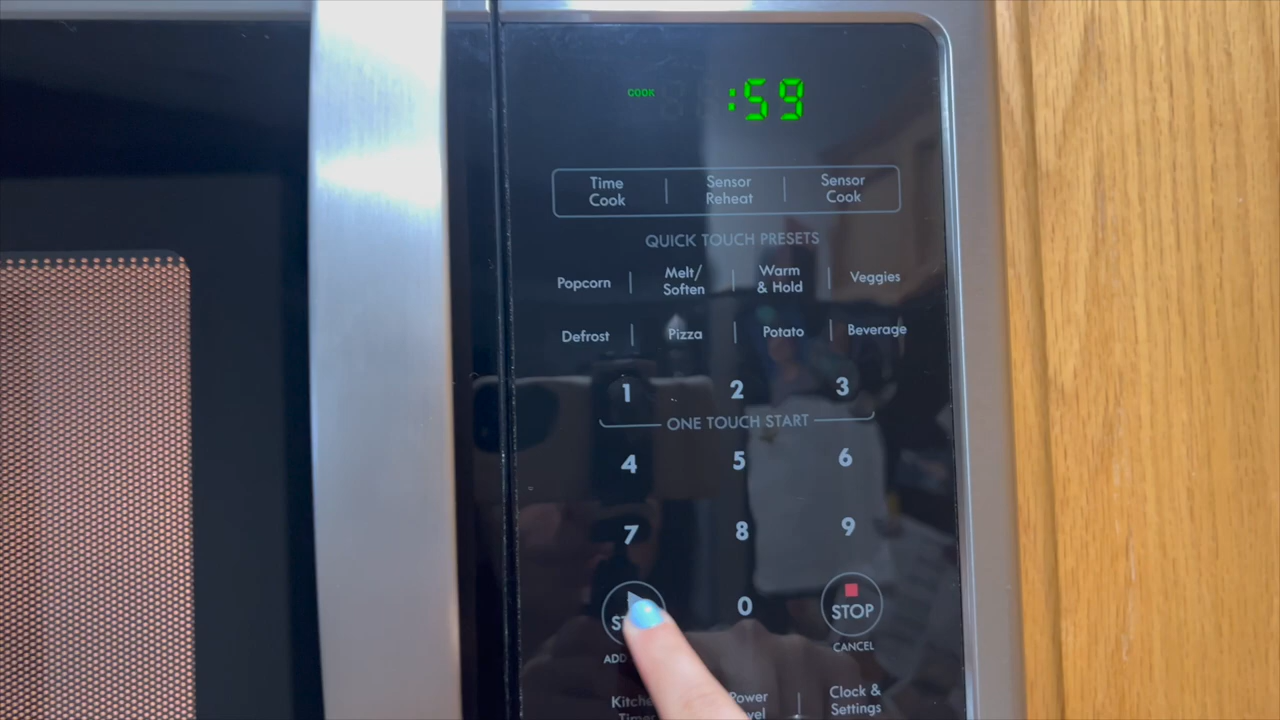 COOK :59
Time Cook
Sensor Reheat
Sensor Cook
QUICK TOUCH PRESETS
Popcorn
Melt/ Soften
Warm & Hold
Veggies
Defrost
Pizza
Potato
Beverage
1 2 3
ONE TOUCH START
4 5 6
7 8 9
0
STOP
ADD
CANCEL
Power
Clock & Settings